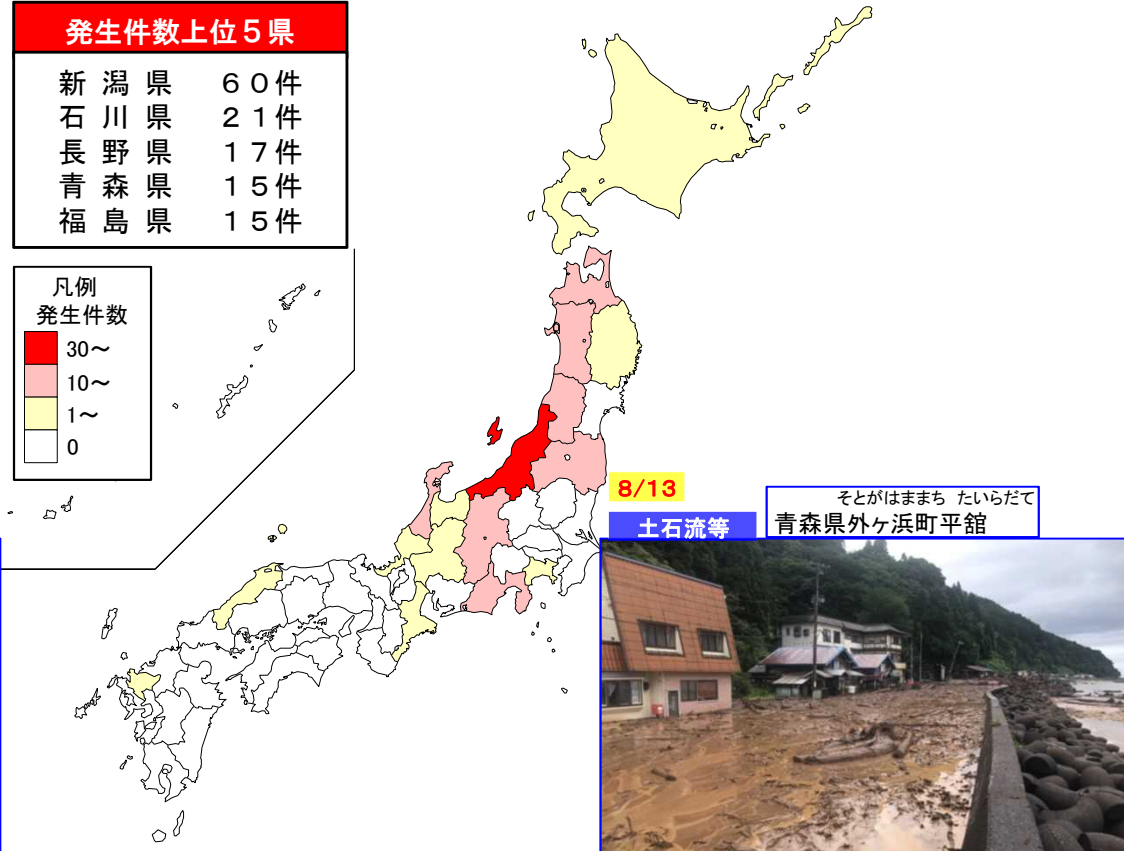 発生件数上位５県
新潟県 ６０件
石川県 ２１件
長野県 １７件
青森県 １５件
福島県 １５件
凡例
発生件数
30～
10～
1～
0
8/13
土石流等
そとがはままち たいらだて
青森県外ヶ浜町平舘